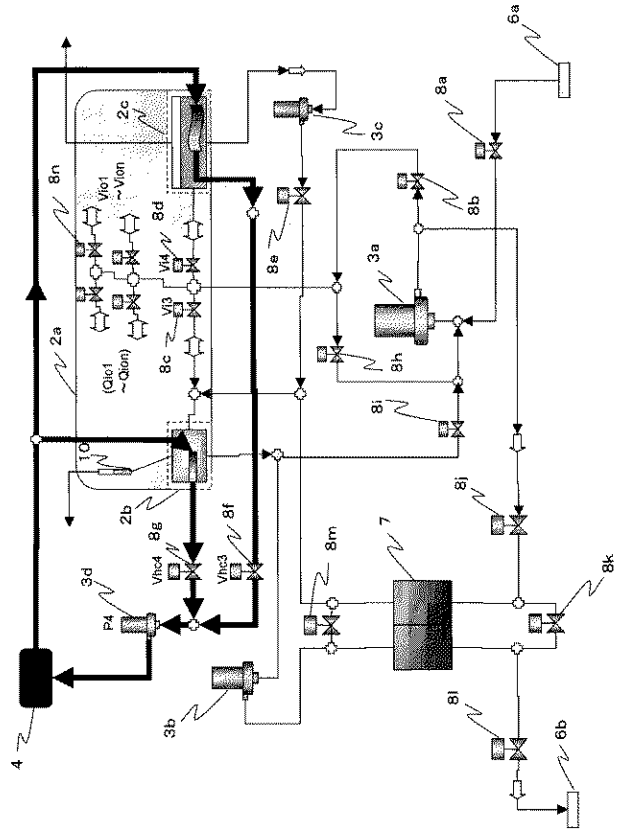 6a
8a
2c
3c
8n
Vio1
~Vion
8d
8e
8b
3a
2a
(Qio1
~Qion)
Vi4
Vi3
8c
8h
8i
10
2b
8g
8f
8j
7
8m
8k
Vhc4
Vhc3
3d
P4
3b
8l
6b
4